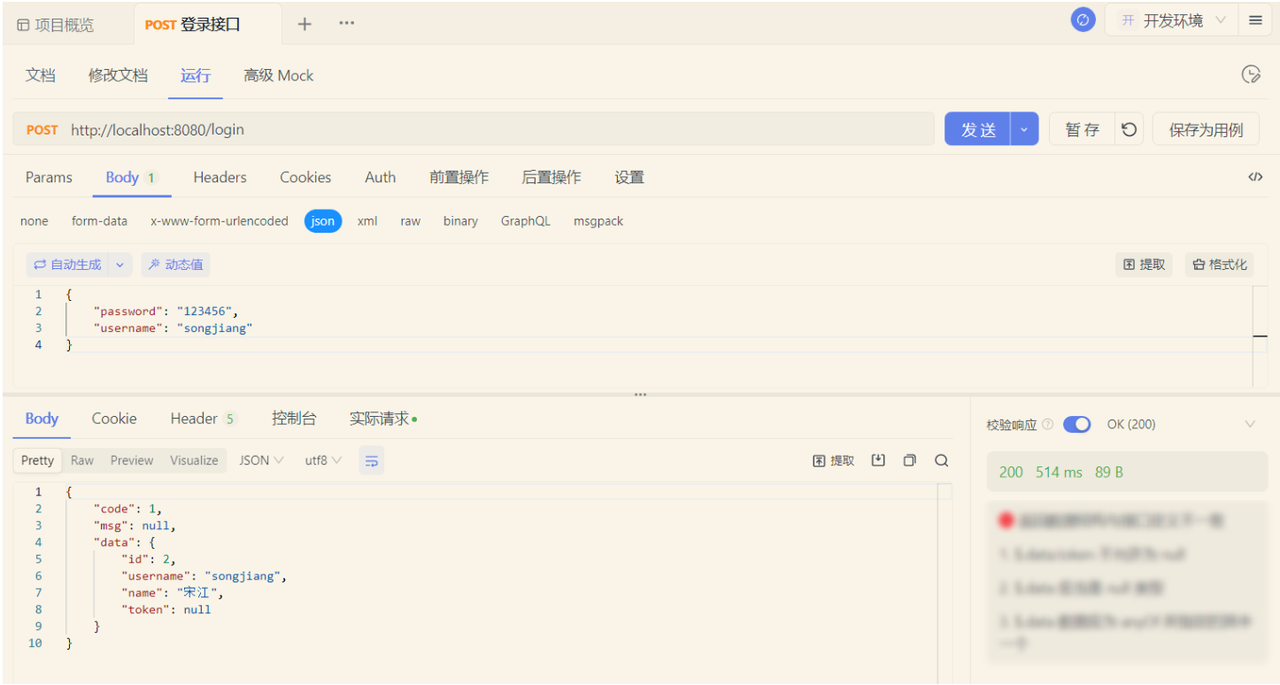 项目概览 POST 登录接口 + ··· 开 开发环境
文档 修改文档 运行 高级 Mock
POST http://localhost:8080/login 发送 暂存 保存为用例
Params Body 1 Headers Cookies Auth 前置操作 后置操作 设置 </>
none form-data x-www-form-urlencoded json xml raw binary GraphQL msgpack
自动生成 动态值 提取 格式化
1 {
2 "password": "123456",
3 "username": "songjiang"
4 }
Body Cookie Header 5 控制台 实际请求 校验响应 OK (200)
Pretty Raw Preview Visualize JSON utf8 提取
200 514 ms 89 B
1 {
2 "code": 1,
3 "msg": null,
4 "data": {
5 "id": 2,
6 "username": "songjiang",
7 "name": "宋江",
8 "token": null
9 }
10 }